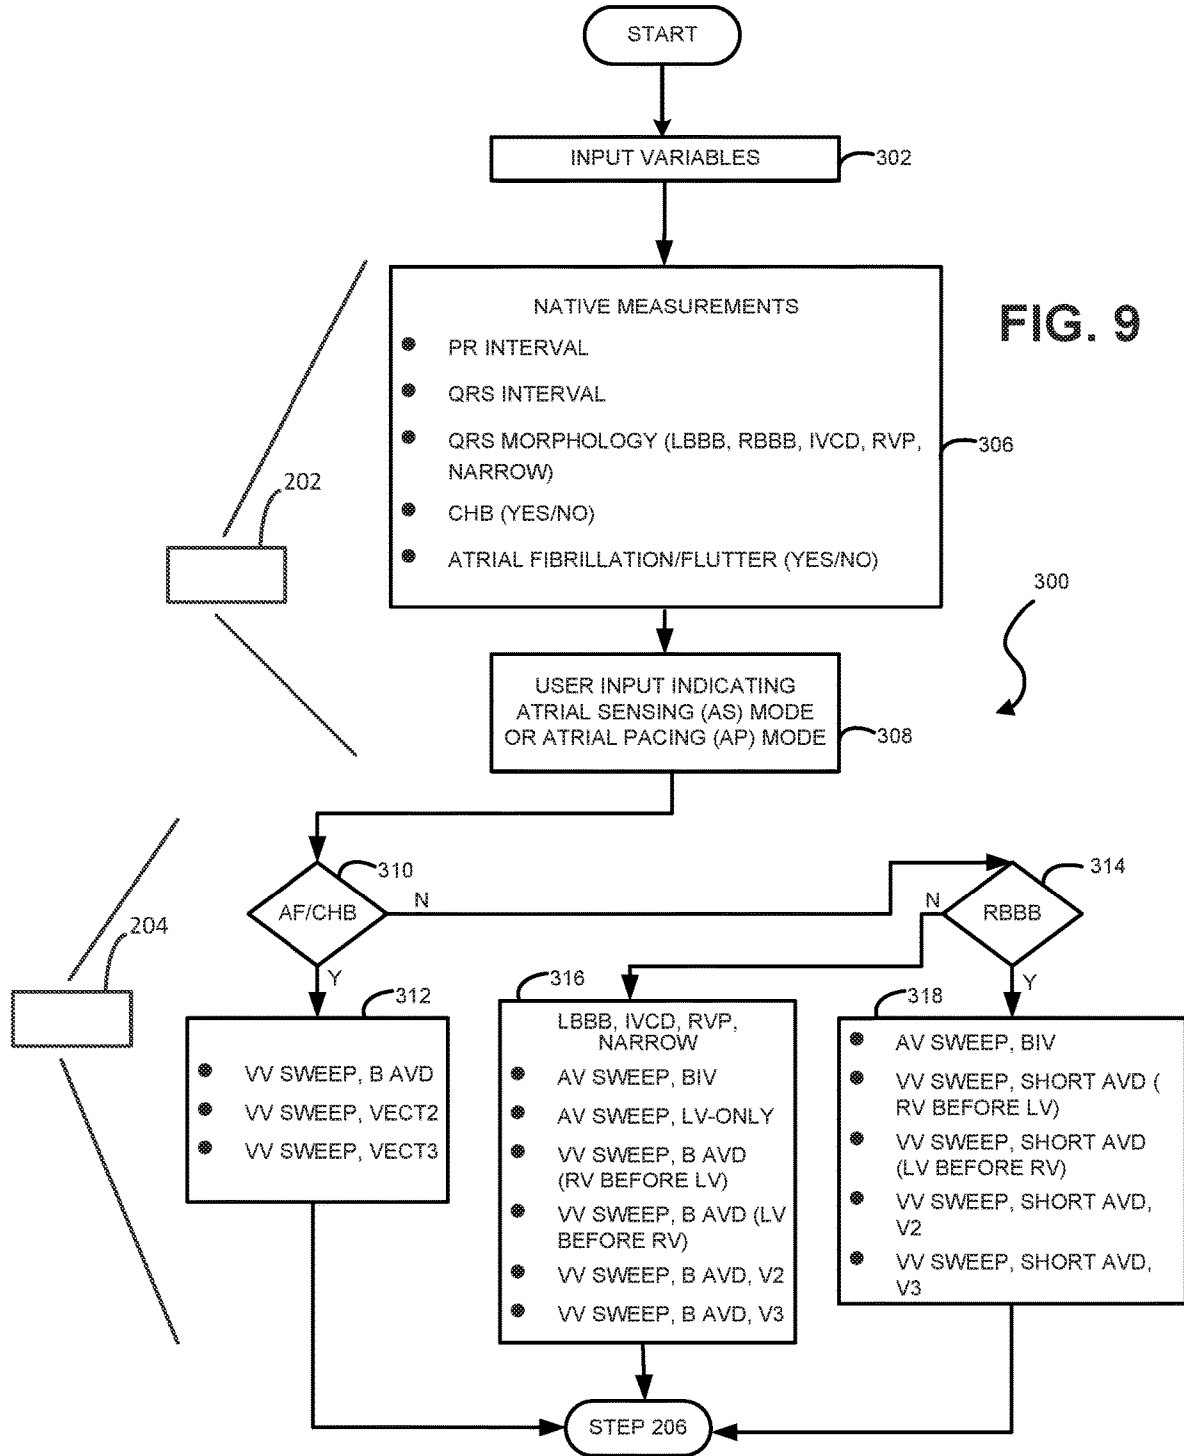 START
INPUT VARIABLES
302
NATIVE MEASUREMENTS
● PR INTERVAL
● QRS INTERVAL
● QRS MORPHOLOGY (LBBB, RBBB, IVCD, RVP,
NARROW)
● CHB (YES/NO)
● ATRIAL FIBRILLATION/FLUTTER (YES/NO)
306
FIG. 9
202
300
USER INPUT INDICATING
ATRIAL SENSING (AS) MODE
OR ATRIAL PACING (AP) MODE
308
AF/CHB
310
N
Y
RBBB
314
N
Y
204
312
● VV SWEEP, B AVD
● VV SWEEP, VECT2
● VV SWEEP, VECT3
316
LBBB, IVCD, RVP,
NARROW
● AV SWEEP, BIV
● AV SWEEP, LV-ONLY
● VV SWEEP, B AVD
(RV BEFORE LV)
● VV SWEEP, B AVD (LV
BEFORE RV)
● VV SWEEP, B AVD, V2
● VV SWEEP, B AVD, V3
318
● AV SWEEP, BIV
● VV SWEEP, SHORT AVD (
RV BEFORE LV)
● VV SWEEP, SHORT AVD
(LV BEFORE RV)
● VV SWEEP, SHORT AVD,
V2
● VV SWEEP, SHORT AVD,
V3
STEP 206